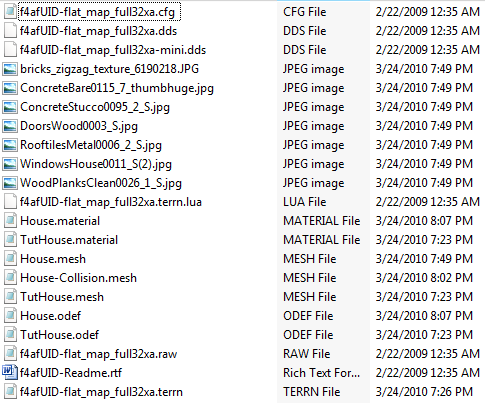 f4afUID-flat_map_full32xa.cfg CFG File 2/22/2009 12:35 AM
f4afUID-flat_map_full32xa.dds DDS File 2/22/2009 12:35 AM
f4afUID-flat_map_full32xa-mini.dds DDS File 2/22/2009 12:35 AM
bricks_zigzag_texture_6190218.JPG JPEG image 3/24/2010 7:49 PM
ConcreteBare0115_7_thumbhuge.jpg JPEG image 3/24/2010 7:49 PM
ConcreteStucco0095_2_S.jpg JPEG image 3/24/2010 7:49 PM
DoorsWood0003_S.jpg JPEG image 3/24/2010 7:49 PM
RooftilesMetal0006_2_S.jpg JPEG image 3/24/2010 7:49 PM
WindowsHouse0011_S(2).jpg JPEG image 3/24/2010 7:49 PM
WoodPlanksClean0026_1_S.jpg JPEG image 3/24/2010 7:49 PM
f4afUID-flat_map_full32xa.terrn.lua LUA File 2/22/2009 12:35 AM
House.material MATERIAL File 3/24/2010 8:07 PM
TutHouse.material MATERIAL File 3/24/2010 7:23 PM
House.mesh MESH File 3/24/2010 7:49 PM
House-Collision.mesh MESH File 3/24/2010 8:02 PM
TutHouse.mesh MESH File 3/24/2010 7:23 PM
House.odef ODEF File 3/24/2010 8:07 PM
TutHouse.odef ODEF File 3/24/2010 7:23 PM
f4afUID-flat_map_full32xa.raw RAW File 2/22/2009 12:35 AM
f4afUID-Readme.rtf Rich Text For... 2/22/2009 12:35 AM
f4afUID-flat_map_full32xa.terrn TERRN File 3/24/2010 7:26 PM